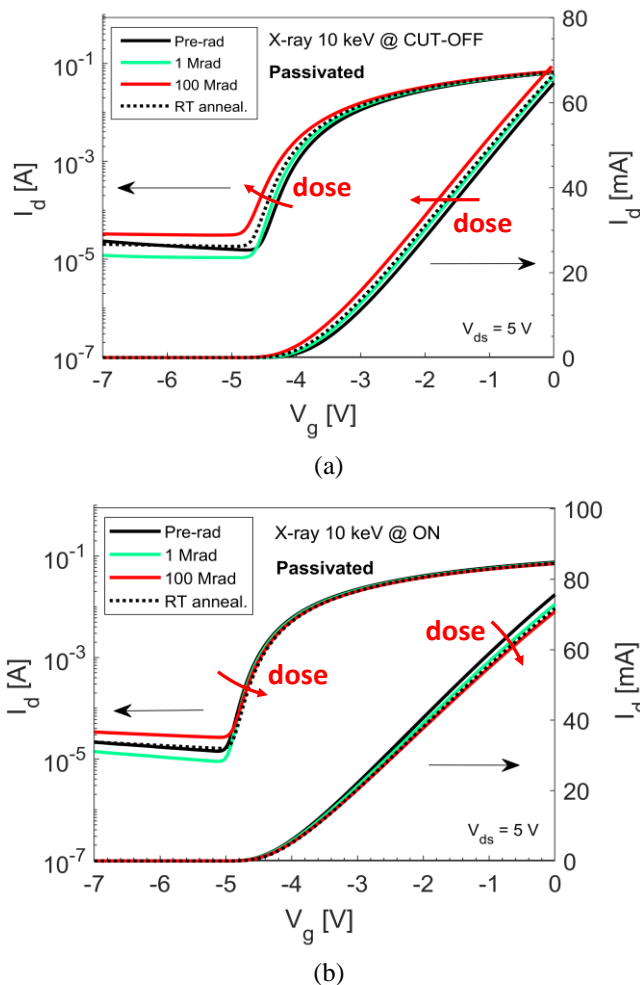 X-ray 10 keV @ CUT-OFF
Passivated
Pre-rad
1 Mrad
100 Mrad
RT anneal.
dose
dose
V_ds = 5 V
I_d [A]
10^-1
10^-3
10^-5
10^-7
I_d [mA]
80
60
40
20
0
-7 -6 -5 -4 -3 -2 -1 0
V_g [V]
(a)
X-ray 10 keV @ ON
Passivated
Pre-rad
1 Mrad
100 Mrad
RT anneal.
dose
dose
V_ds = 5 V
I_d [A]
10^-1
10^-3
10^-5
10^-7
I_d [mA]
100
80
60
40
20
0
-7 -6 -5 -4 -3 -2 -1 0
V_g [V]
(b)